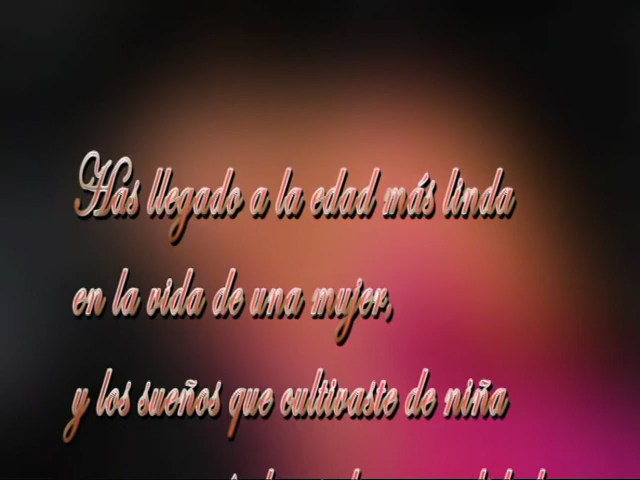 Has llegado a la edad más linda
en la vida de una mujer,
y los sueños que cultivaste de niña